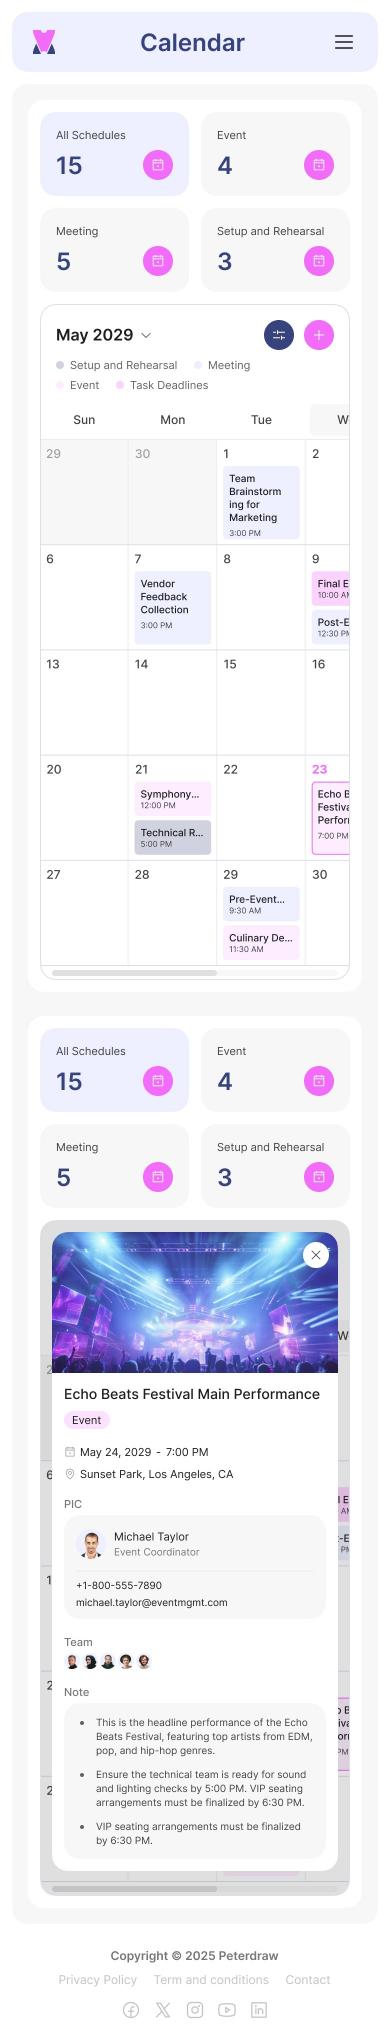 Calendar
All Schedules
15
Event
4
Meeting
5
Setup and Rehearsal
3
May 2029
Setup and Rehearsal
Meeting
Event
Task Deadlines
Sun
Mon
Tue
W
29
30
1
Team
Brainstorm
ing for
Marketing
3:00 PM
2
6
7
Vendor
Feedback
Collection
3:00 PM
8
9
Final E
10:00 AM
Post-E
12:30 PM
13
14
15
16
20
21
Symphony...
12:00 PM
Technical R...
5:00 PM
22
23
Echo B
Festiva
Perform
7:00 PM
27
28
29
Pre-Event...
9:30 AM
Culinary De...
11:30 AM
30
All Schedules
15
Event
4
Meeting
5
Setup and Rehearsal
3
W
Echo Beats Festival Main Performance
Event
May 24, 2029 - 7:00 PM
Sunset Park, Los Angeles, CA
PIC
Michael Taylor
Event Coordinator
+1-800-555-7890
michael.taylor@eventmgmt.com
Team
Note
This is the headline performance of the Echo
Beats Festival, featuring top artists from EDM,
pop, and hip-hop genres.
Ensure the technical team is ready for sound
and lighting checks by 5:00 PM. VIP seating
arrangements must be finalized by 6:30 PM.
VIP seating arrangements must be finalized
by 6:30 PM.
Copyright © 2025 Peterdraw
Privacy Policy
Term and conditions
Contact